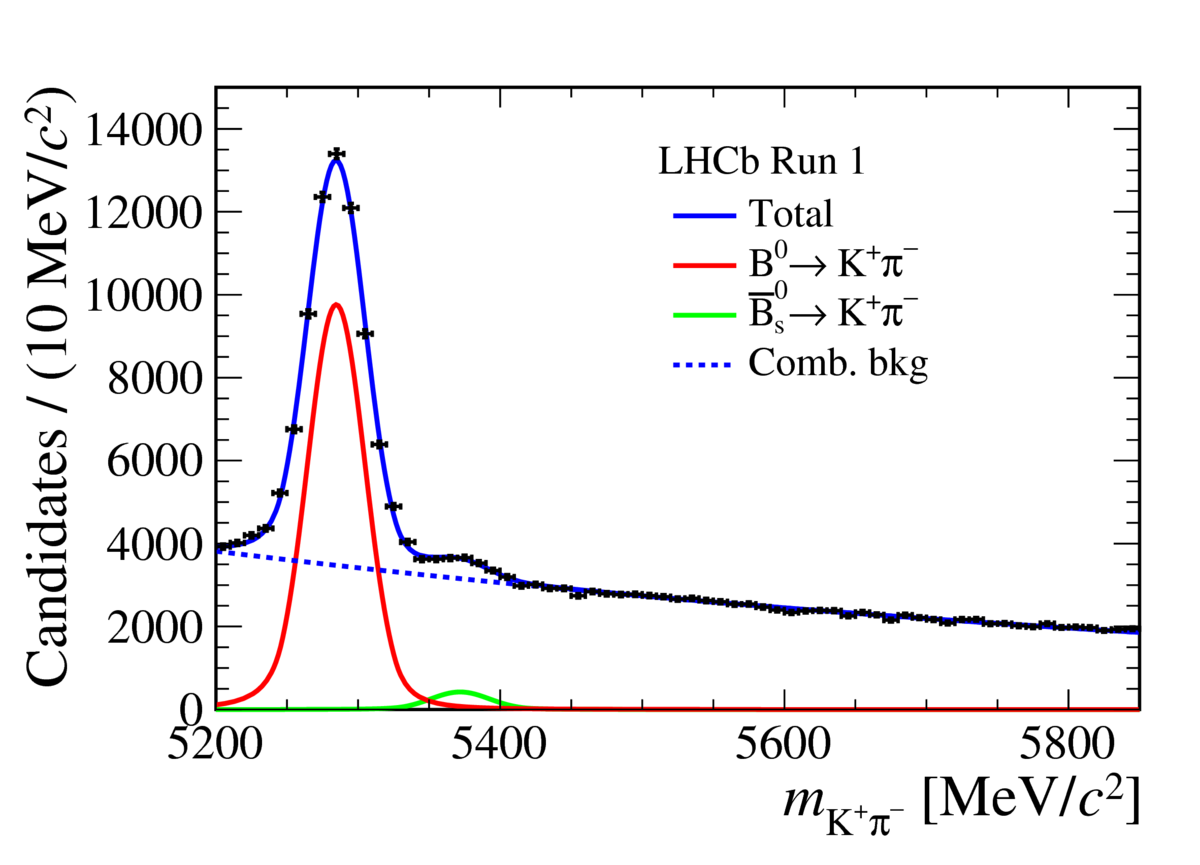 Candidates / (10 MeV/c²)
14000
12000
10000
8000
6000
4000
2000
0
LHCb Run 1
Total
B⁰→ K⁺π⁻
B̅⁰ₛ→ K⁺π⁻
Comb. bkg
5200 5400 5600 5800
m_K⁺π⁻ [MeV/c²]